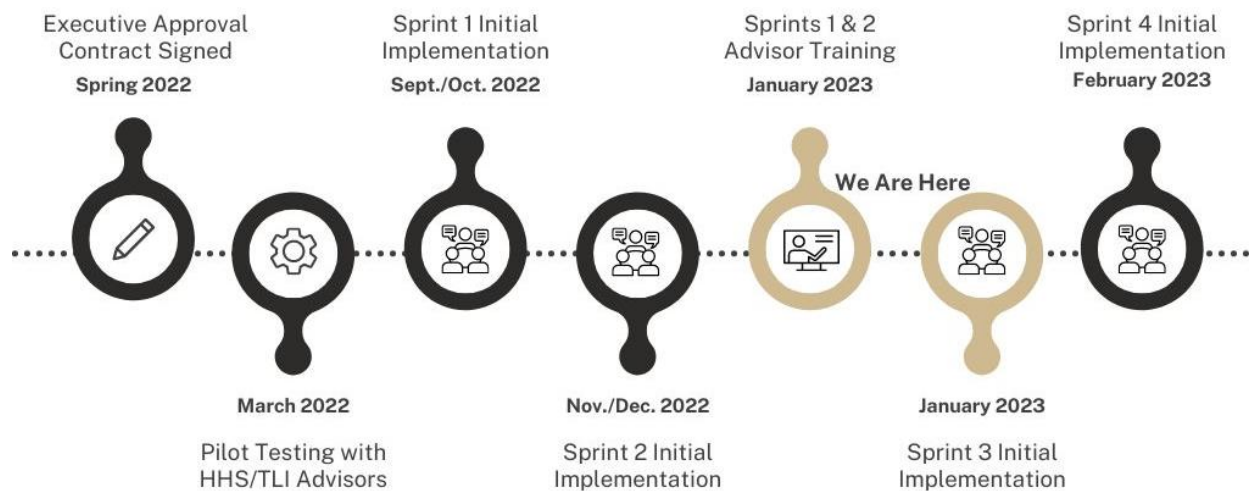 Executive Approval
Contract Signed
Spring 2022
Sprint 1 Initial
Implementation
Sept./Oct. 2022
Sprints 1 & 2
Advisor Training
January 2023
Sprint 4 Initial
Implementation
February 2023
We Are Here
March 2022
Pilot Testing with
HHS/TLI Advisors
Nov./Dec. 2022
Sprint 2 Initial
Implementation
January 2023
Sprint 3 Initial
Implementation